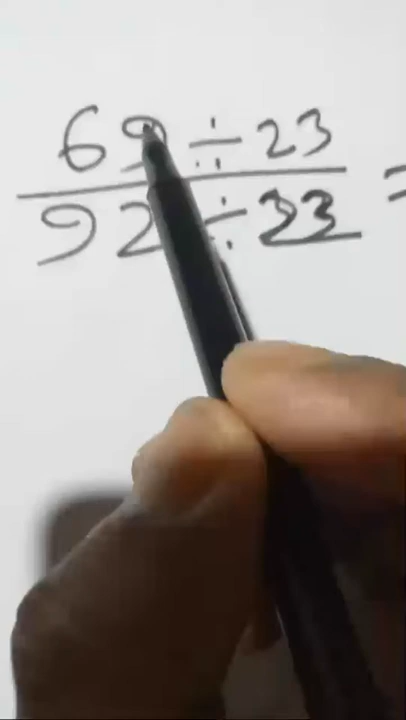 69 ÷ 23
92 ÷ 23 =